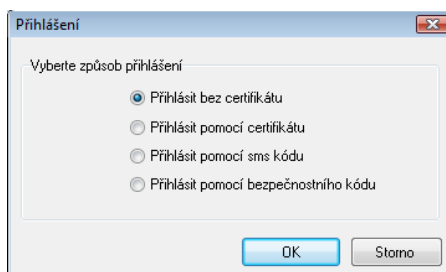 Přihlášení
Vyberte způsob přihlášení
Přihlásit bez certifikátu
Přihlásit pomocí certifikátu
Přihlásit pomocí sms kódu
Přihlásit pomocí bezpečnostního kódu
OK
Storno